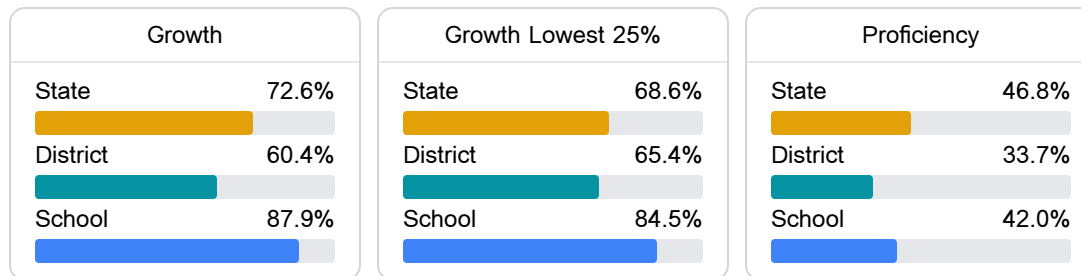 Growth
State 72.6%
District 60.4%
School 87.9%
Growth Lowest 25%
State 68.6%
District 65.4%
School 84.5%
Proficiency
State 46.8%
District 33.7%
School 42.0%